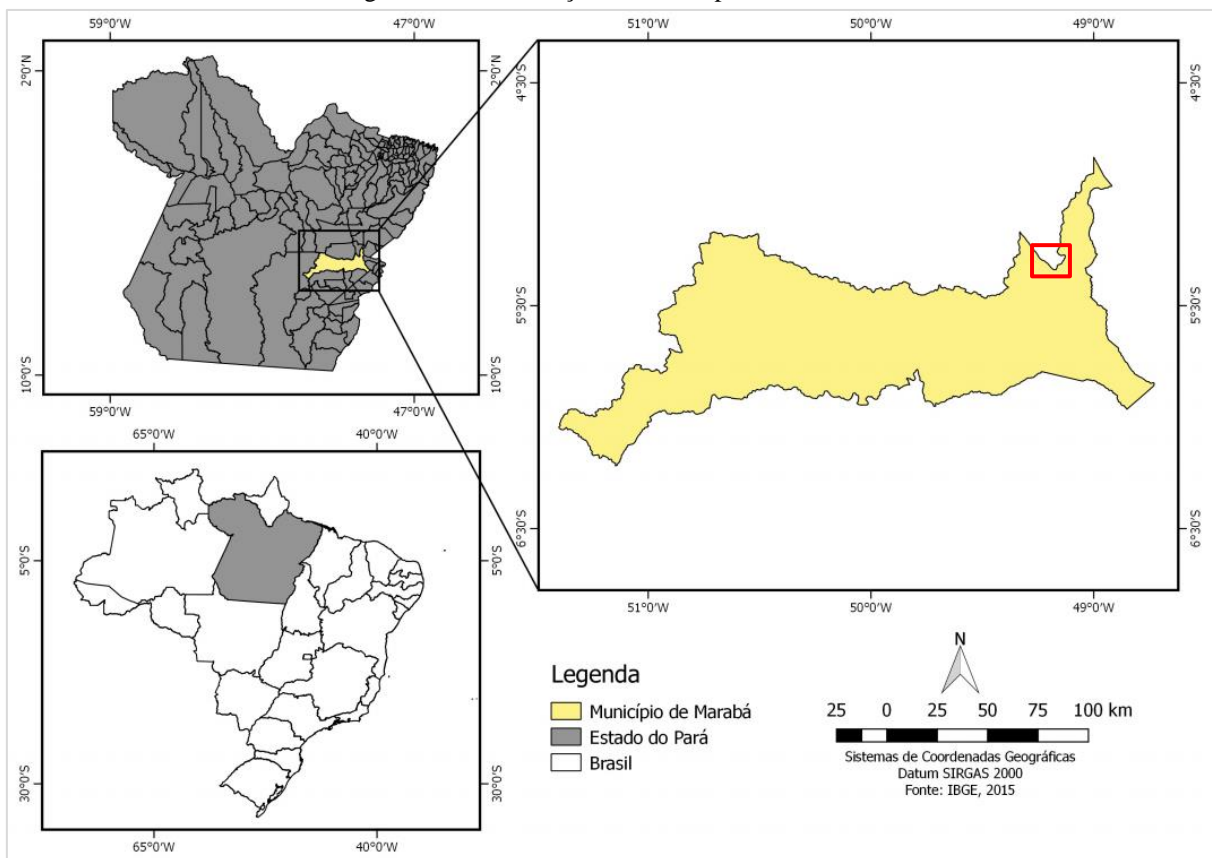 59°0'W
47°0'W
2°0'N
2°0'N
10°0'S
10°0'S
59°0'W
47°0'W
51°0'W
50°0'W
49°0'W
4°30'S
4°30'S
5°30'S
5°30'S
6°30'S
6°30'S
51°0'W
50°0'W
49°0'W
65°0'W
40°0'W
5°0'S
5°0'S
30°0'S
30°0'S
65°0'W
40°0'W
Legenda
Município de Marabá
Estado do Pará
Brasil
N
25 0 25 50 75 100 km
Sistemas de Coordenadas Geográficas
Datum SIRGAS 2000
Fonte: IBGE, 2015